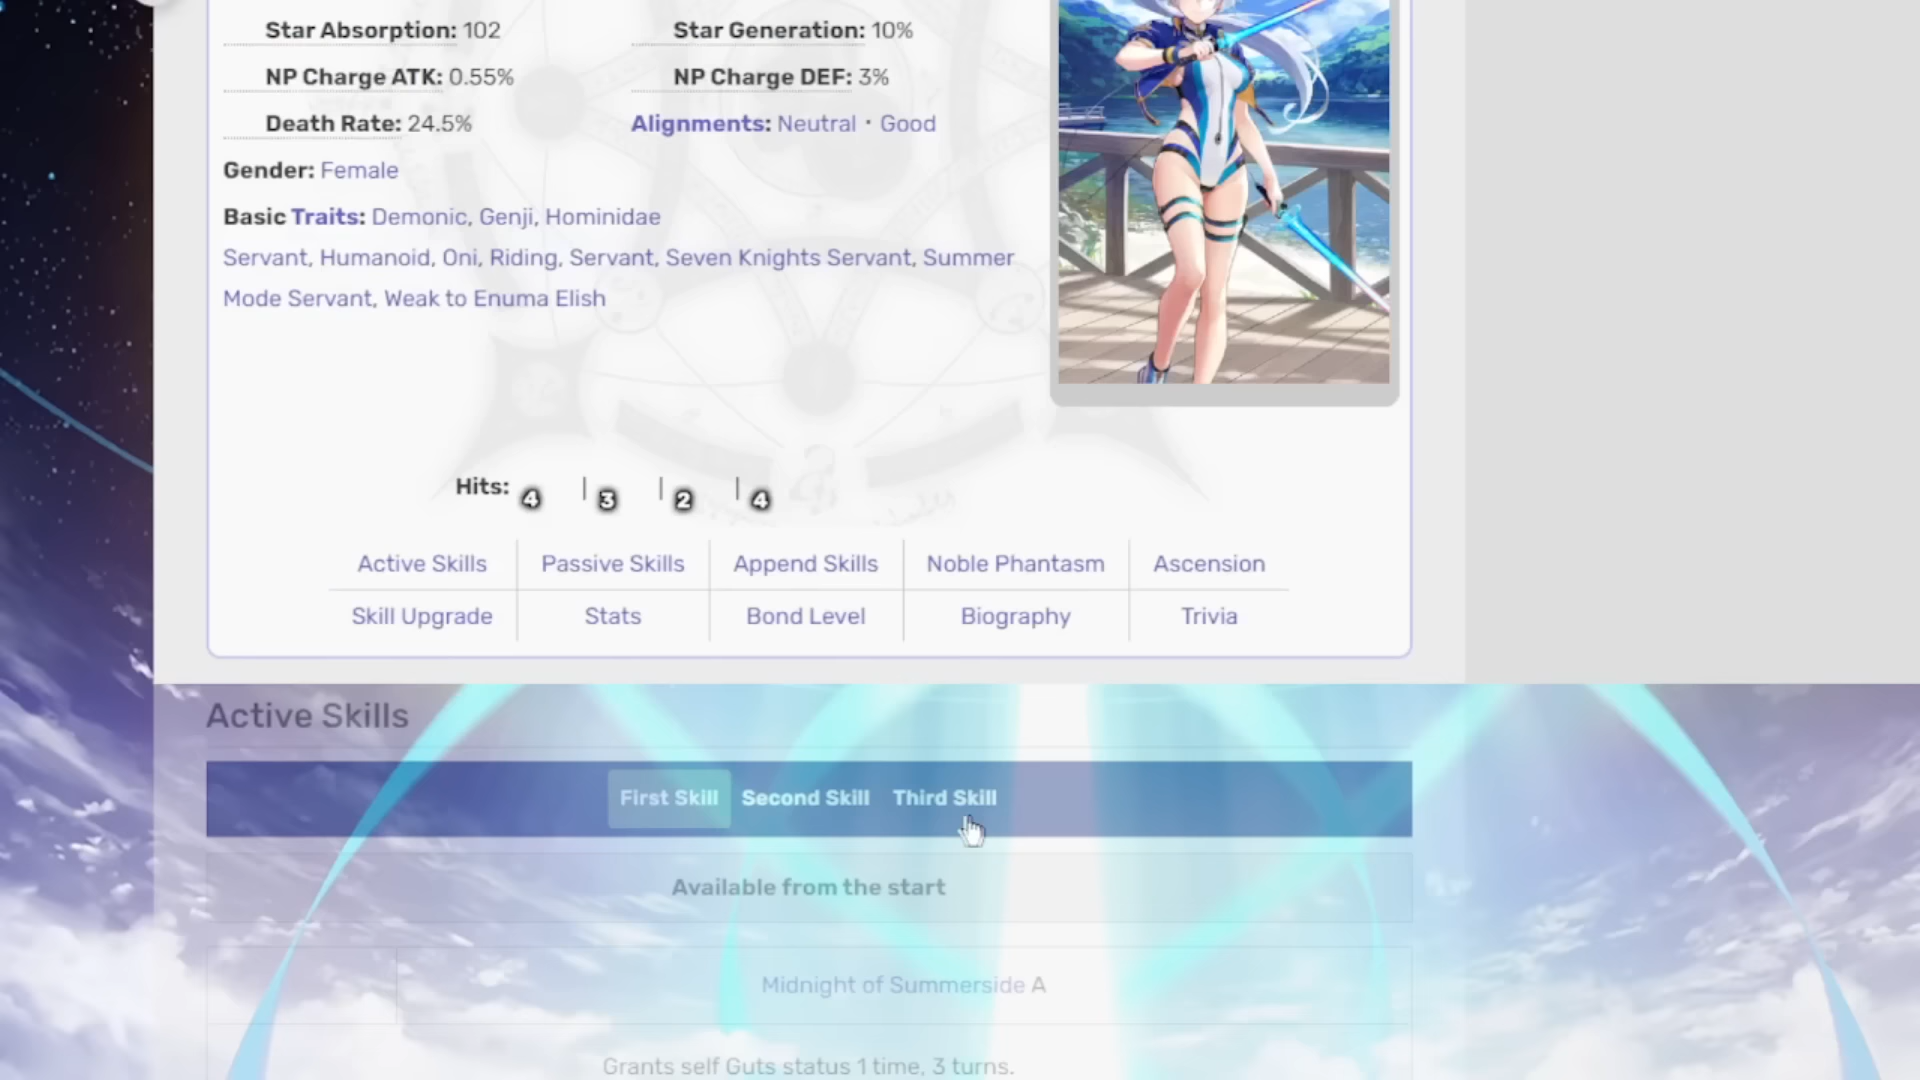 Star Absorption: 102
Star Generation: 10%
NP Charge ATK: 0.55%
NP Charge DEF: 3%
Death Rate: 24.5%
Alignments: Neutral・Good
Gender: Female
Basic Traits: Demonic, Genji, Hominidae
Servant, Humanoid, Oni, Riding, Servant, Seven Knights Servant, Summer
Mode Servant, Weak to Enuma Elish
Hits: 4 | 3 | 2 | 4
Active Skills
Passive Skills
Append Skills
Noble Phantasm
Ascension
Skill Upgrade
Stats
Bond Level
Biography
Trivia
Active Skills
First Skill
Second Skill
Third Skill
Available from the start
Midnight of Summerside A
Grants self Guts status 1 time, 3 turns.